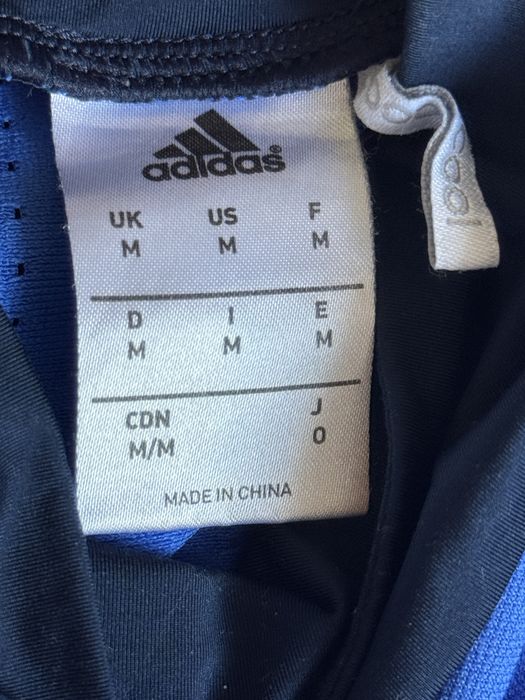 adidas®
UK US F
M M M
D I E
M M M
CDN J
M/M O
MADE IN CHINA